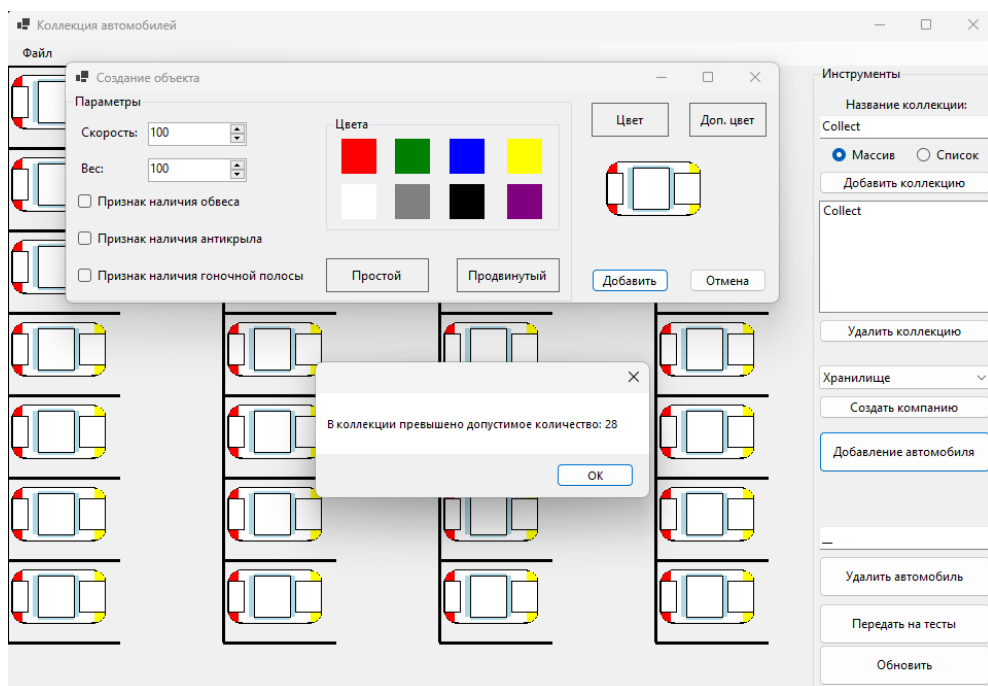 Коллекция автомобилей
Файл
Создание объекта
Параметры
Скорость: 100
Вес: 100
Признак наличия обвеса
Признак наличия антикрыла
Признак наличия гоночной полосы
Цвета
Простой
Продвинутый
Цвет
Доп. цвет
Добавить
Отмена
В коллекции превышено допустимое количество: 28
OK
Инструменты
Название коллекции:
Collect
Массив
Список
Добавить коллекцию
Collect
Удалить коллекцию
Хранилище
Создать компанию
Добавление автомобиля
_
Удалить автомобиль
Передать на тесты
Обновить